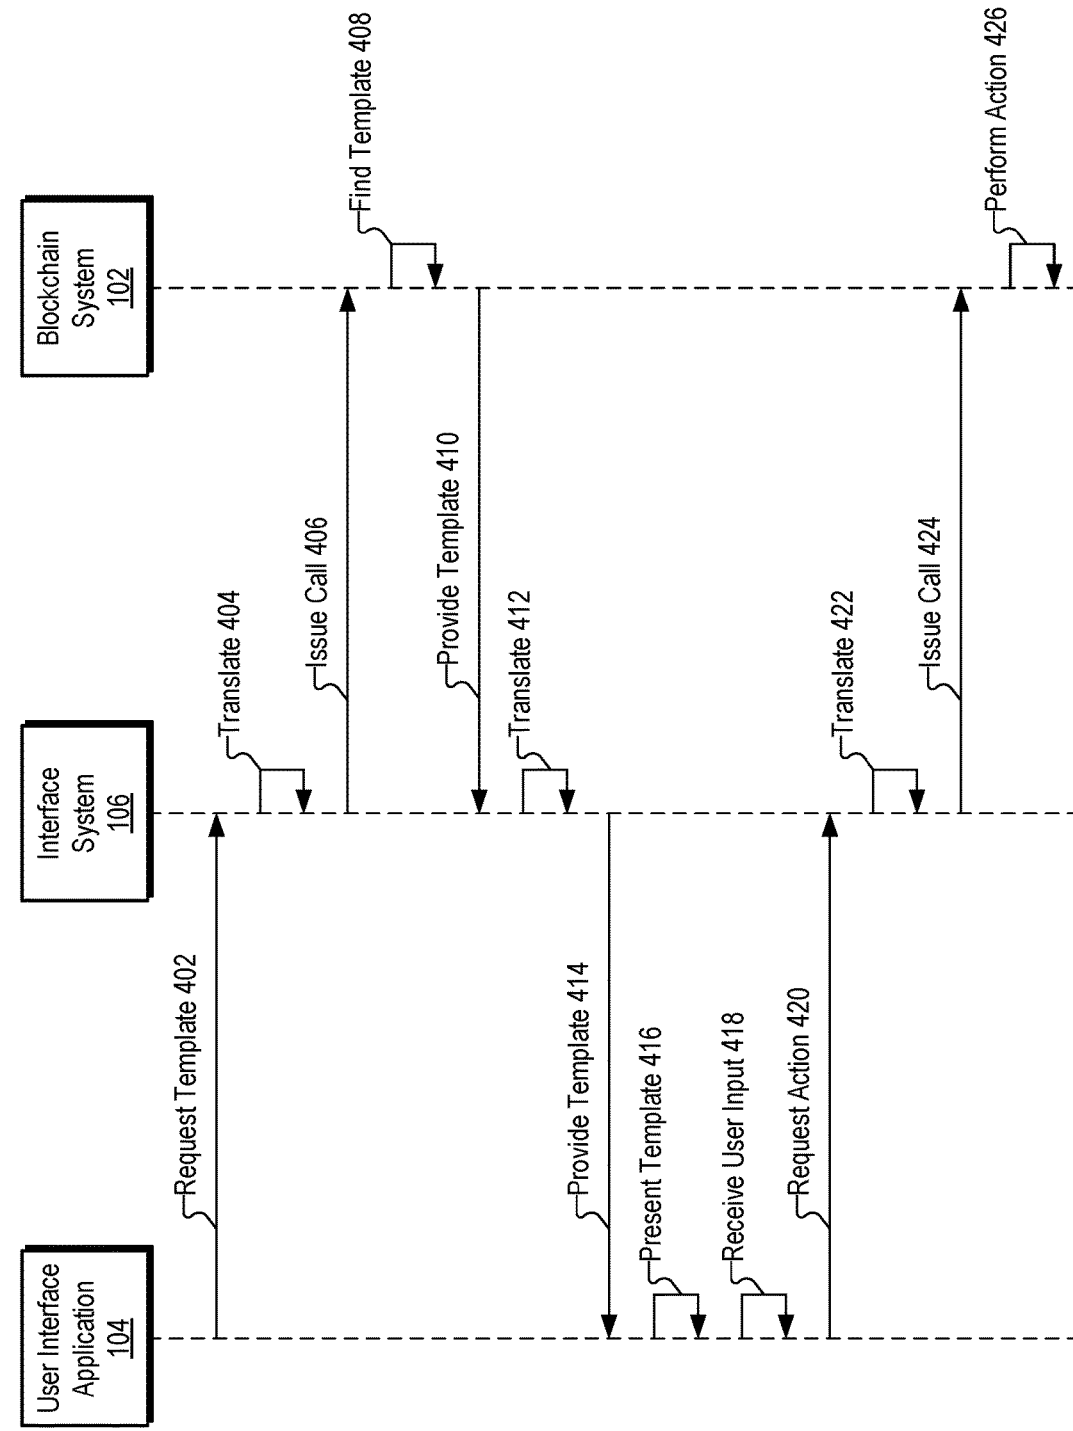 User Interface
Application
104
Interface
System
106
Blockchain
System
102
Request Template 402
Translate 404
Issue Call 406
Find Template 408
Provide Template 410
Translate 412
Provide Template 414
Present Template 416
Receive User Input 418
Request Action 420
Translate 422
Issue Call 424
Perform Action 426